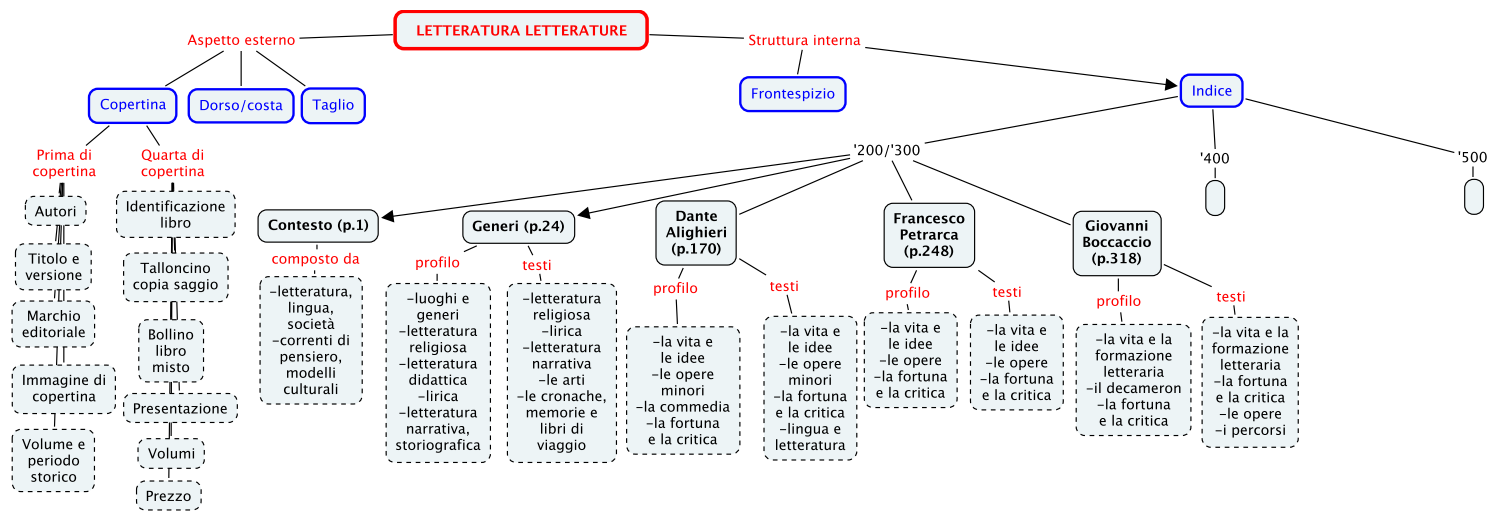 LETTERATURA LETTERATURE
Aspetto esterno
Struttura interna
Copertina
Dorso/costa
Taglio
Frontespizio
Indice
Prima di
copertina
Quarta di
copertina
'200/'300
'400
'500
Autori
Titolo e
versione
Marchio
editoriale
Immagine di
copertina
Volume e
periodo
storico
Identificazione
libro
Talloncino
copia saggio
Bollino
libro
misto
Presentazione
Volumi
Prezzo
Contesto (p.1)
composto da
-letteratura,
lingua,
società
-correnti di
pensiero,
modelli
culturali
Generi (p.24)
profilo
-luoghi e
generi
-letteratura
religiosa
-letteratura
didattica
-lirica
-letteratura
narrativa,
storiografica
testi
-letteratura
religiosa
-lirica
-letteratura
narrativa
-le arti
-le cronache,
memorie e
libri di
viaggio
Dante
Alighieri
(p.170)
profilo
-la vita e
le idee
-le opere
minori
-la commedia
-la fortuna
e la critica
testi
-la vita e
le idee
-le opere
minori
-la fortuna
e la critica
-lingua e
letteratura
Francesco
Petrarca
(p.248)
profilo
-la vita e
le idee
-le opere
-la fortuna
e la critica
testi
-la vita e
le idee
-le opere
-la fortuna
e la critica
Giovanni
Boccaccio
(p.318)
profilo
-la vita e la
formazione
letteraria
-il decameron
-la fortuna
e la critica
testi
-la vita e la
formazione
letteraria
-la fortuna
e la critica
-le opere
-i percorsi